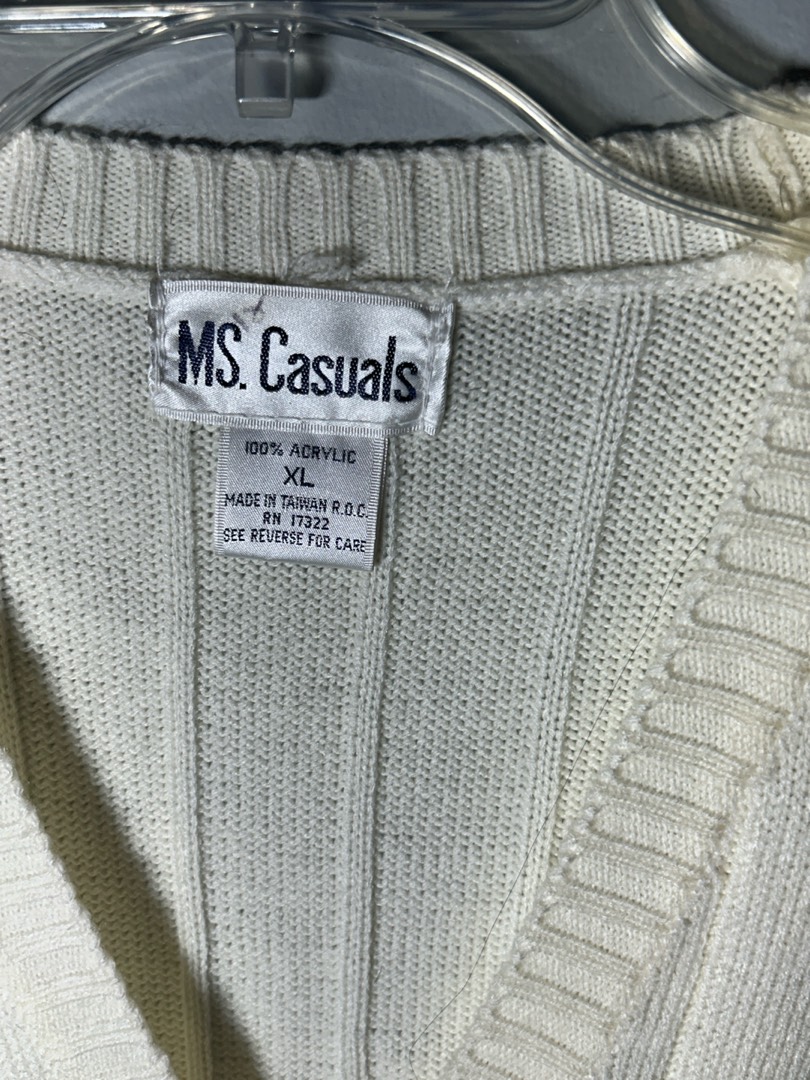 MS. Casuals
100% ACRYLIC
XL
MADE IN TAIWAN R.O.C.
RN 17322
SEE REVERSE FOR CARE